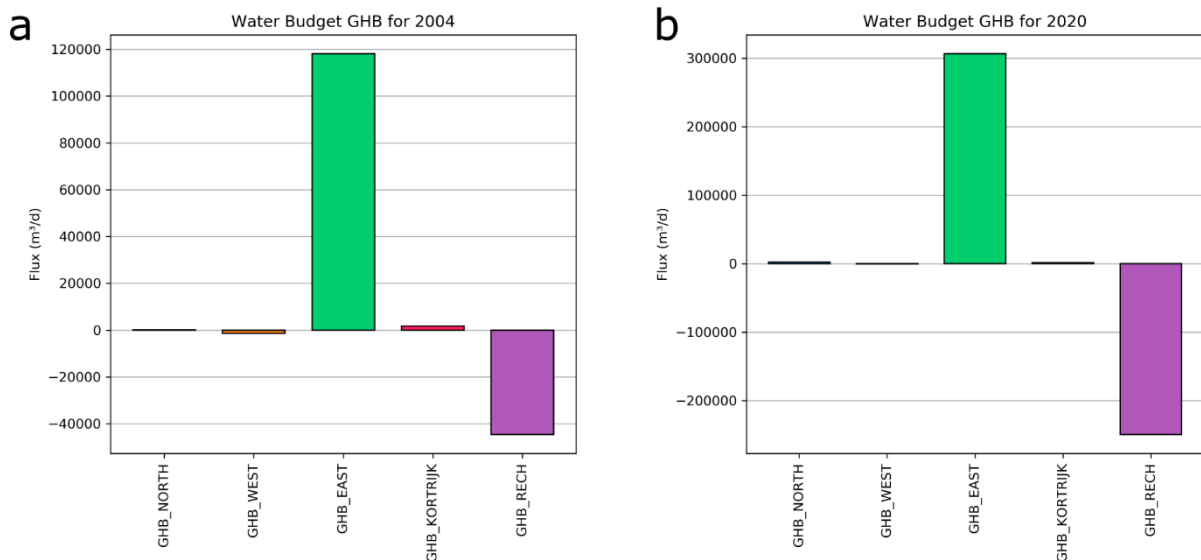 a
Water Budget GHB for 2004
120000
100000
80000
60000
40000
20000
0
−20000
−40000
Flux (m³/d)
GHB_NORTH
GHB_WEST
GHB_EAST
GHB_KORTRIJK
GHB_RECH
b
Water Budget GHB for 2020
300000
200000
100000
0
−100000
−200000
Flux (m³/d)
GHB_NORTH
GHB_WEST
GHB_EAST
GHB_KORTRIJK
GHB_RECH